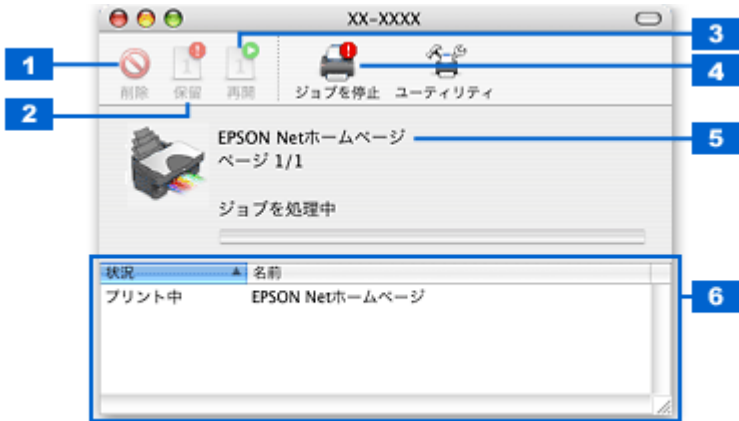 XX-XXXX
3
1
4
削除 保留 再開 ジョブを停止 ユーティリティ
2
EPSON Netホームページ
5
ページ 1/1
ジョブを処理中
状況 名前
プリント中 EPSON Netホームページ
6